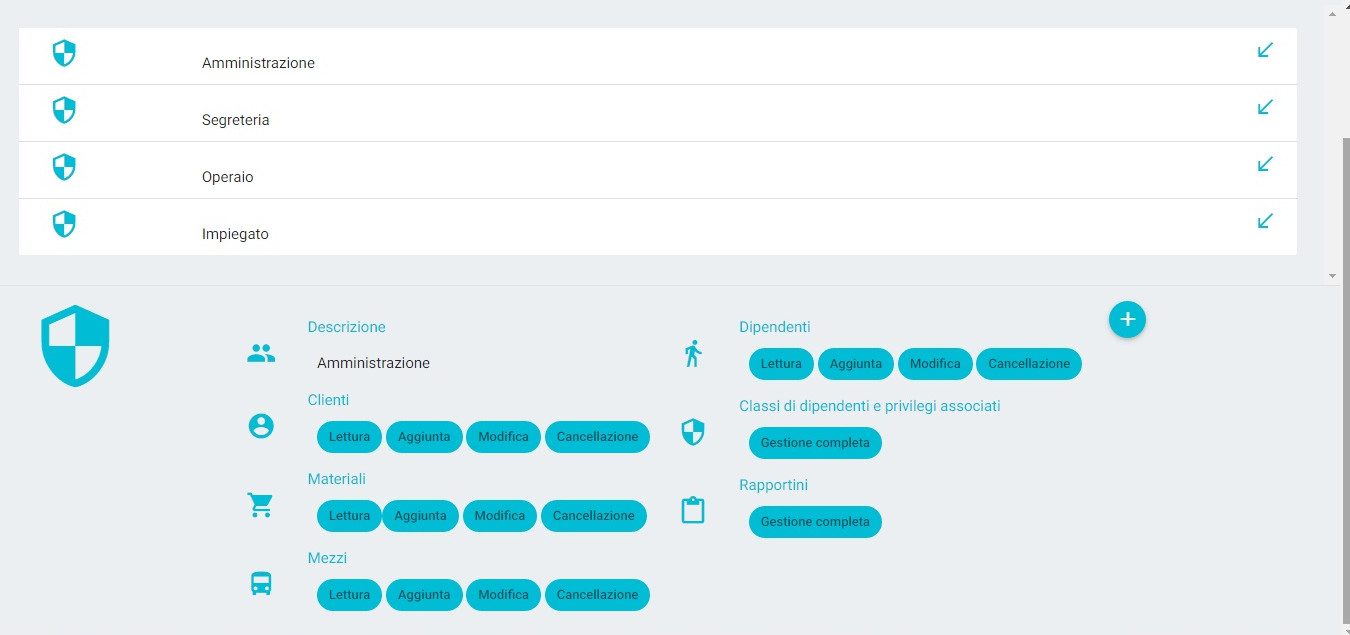 Amministrazione
Segreteria
Operaio
Impiegato
Descrizione
Amministrazione
Clienti
Lettura Aggiunta Modifica Cancellazione
Materiali
Lettura Aggiunta Modifica Cancellazione
Mezzi
Lettura Aggiunta Modifica Cancellazione
Dipendenti
Lettura Aggiunta Modifica Cancellazione
Classi di dipendenti e privilegi associati
Gestione completa
Rapportini
Gestione completa